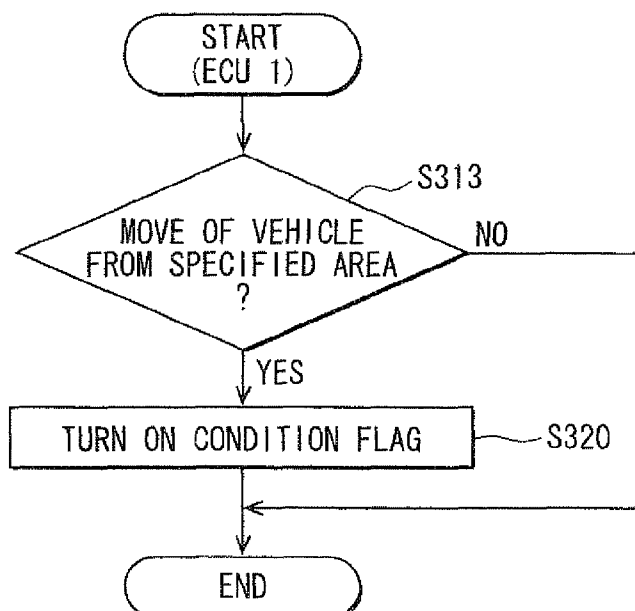 START
(ECU 1)
S313
MOVE OF VEHICLE
FROM SPECIFIED AREA
?
NO
YES
TURN ON CONDITION FLAG
S320
END